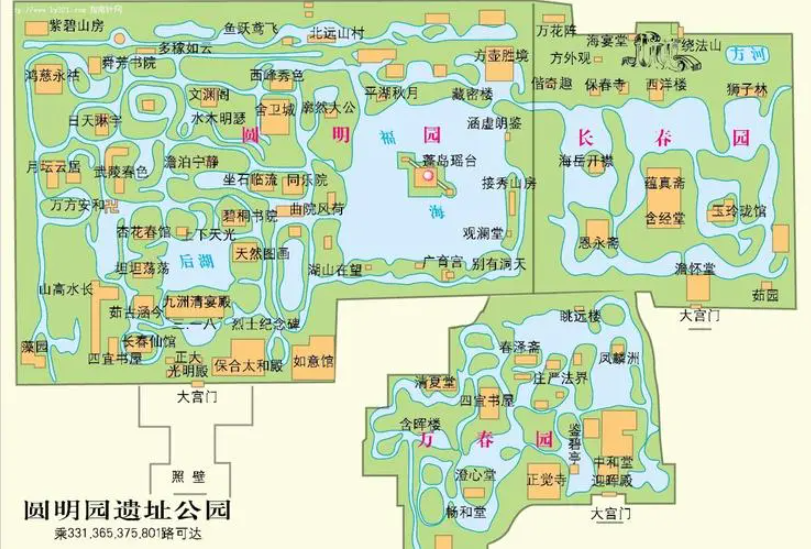 紫碧山房
鱼跃鸢飞
北远山村
多稼如云
鸿慈永祜
舜芳书院
西峰秀色
方壶胜境
文渊阁
舍卫城
廓然大公
平湖秋月
藏密楼
日天琳宇
水木明瑟
圆明园
福海
涵虚朗鉴
月坛云居
武陵春色
澹泊宁静
蓬岛瑶台
坐石临流
同乐院
接秀山房
万方安和
碧桐书院
曲院风荷
杏花春馆
上下天光
观澜堂
后湖
天然图画
坦坦荡荡
湖山在望
广育宫
别有洞天
山高水长
九洲清宴殿
茹古涵今
三.一八 烈士纪念碑
长春仙馆
藻园
四宜书屋
正大
光明殿
保合太和殿
如意馆
大宫门
照壁
万花阵
海宴堂
绕法山
方外观
方河
偕奇趣
保春寺
西洋楼
狮子林
长春园
海岳开襟
蕴真斋
含经堂
玉玲珑馆
思永斋
澹怀堂
茹园
大宫门
眺远楼
春泽斋
凤麟洲
清夏堂
庄严法界
四宜书屋
含晖楼
万春园
鉴碧亭
澄心堂
正觉寺
中和堂
迎晖殿
畅和堂
大宫门
圆明园遗址公园
乘331,365,375,801路可达